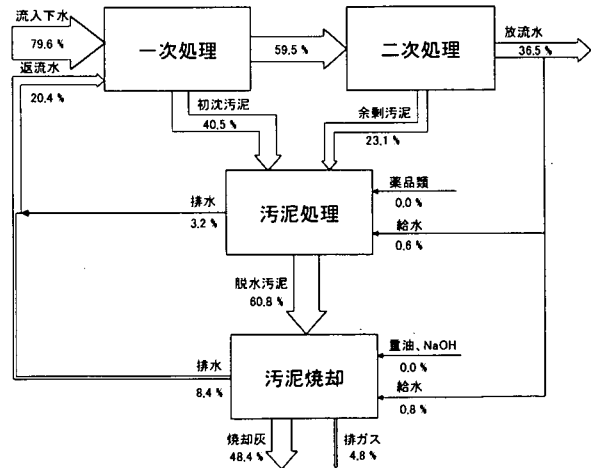 流入下水
79.6 %
返流水
20.4 %
一次処理
59.5 %
二次処理
放流水
36.5 %
初沈汚泥
40.5 %
余剰汚泥
23.1 %
汚泥処理
薬品類
0.0 %
給水
0.6 %
排水
3.2 %
脱水汚泥
60.8 %
汚泥焼却
重油、NaOH
0.0 %
給水
0.8 %
排水
8.4 %
焼却灰
48.4 %
排ガス
4.8 %